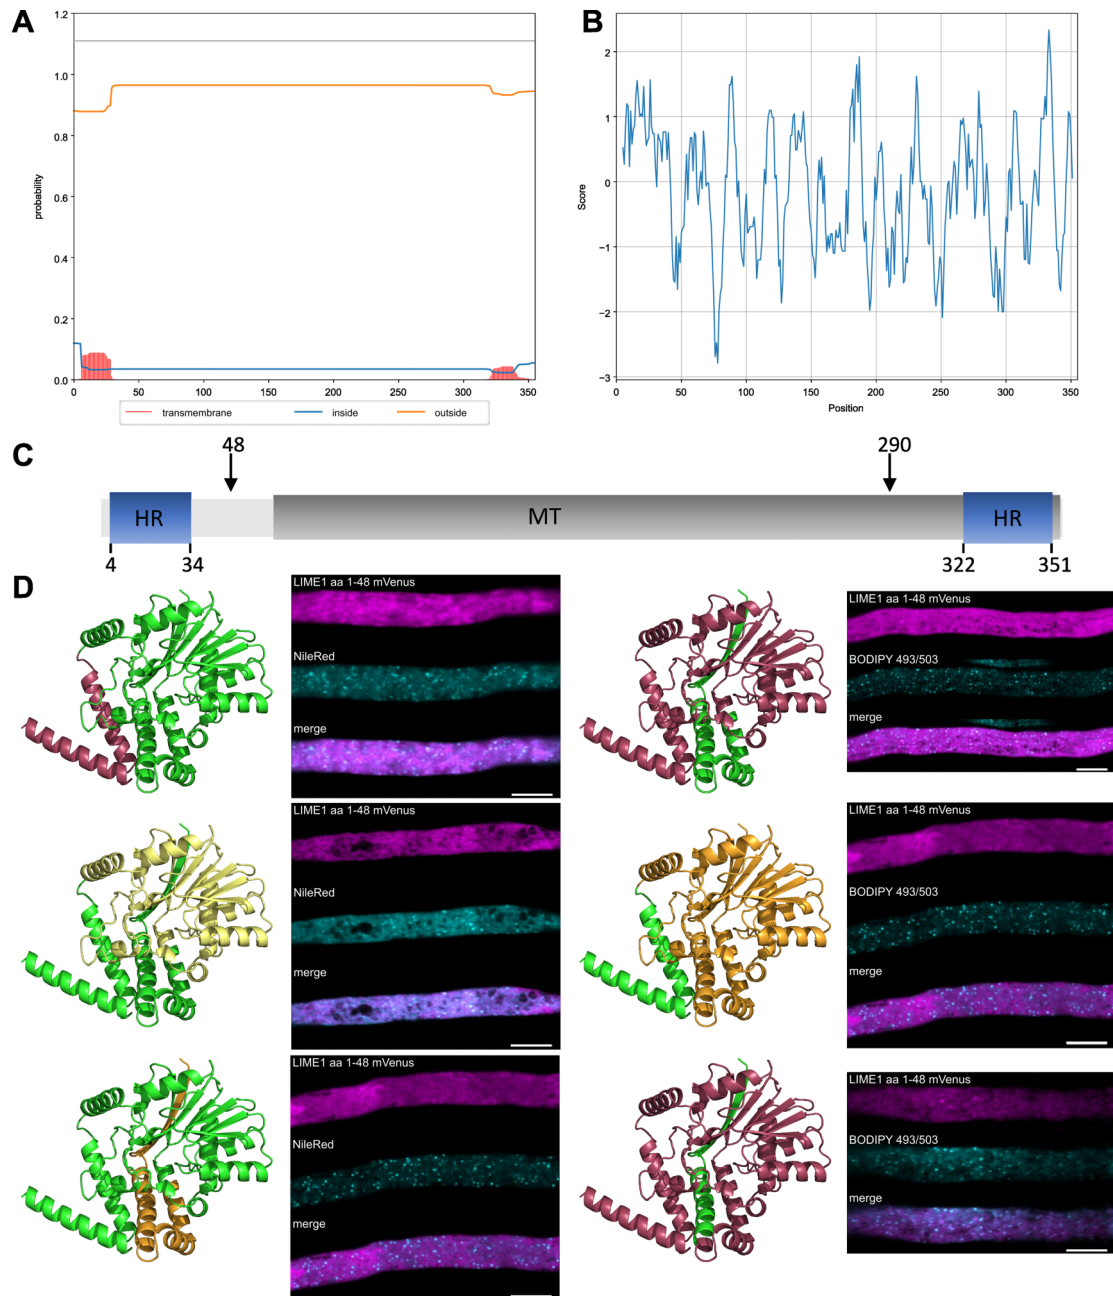 A
1.2
1.0
0.8
0.6
0.4
0.2
0.0
probability
0 50 100 150 200 250 300 350
transmembrane inside outside
B
2
1
0
−1
−2
−3
Score
0 50 100 150 200 250 300 350
Position
C
48 290
HR MT HR
4 34 322 351
D
LIME1 aa 1-48 mVenus
NileRed
merge
LIME1 aa 1-48 mVenus
BODIPY 493/503
merge
LIME1 aa 1-48 mVenus
NileRed
merge
LIME1 aa 1-48 mVenus
BODIPY 493/503
merge
LIME1 aa 1-48 mVenus
NileRed
merge
LIME1 aa 1-48 mVenus
BODIPY 493/503
merge